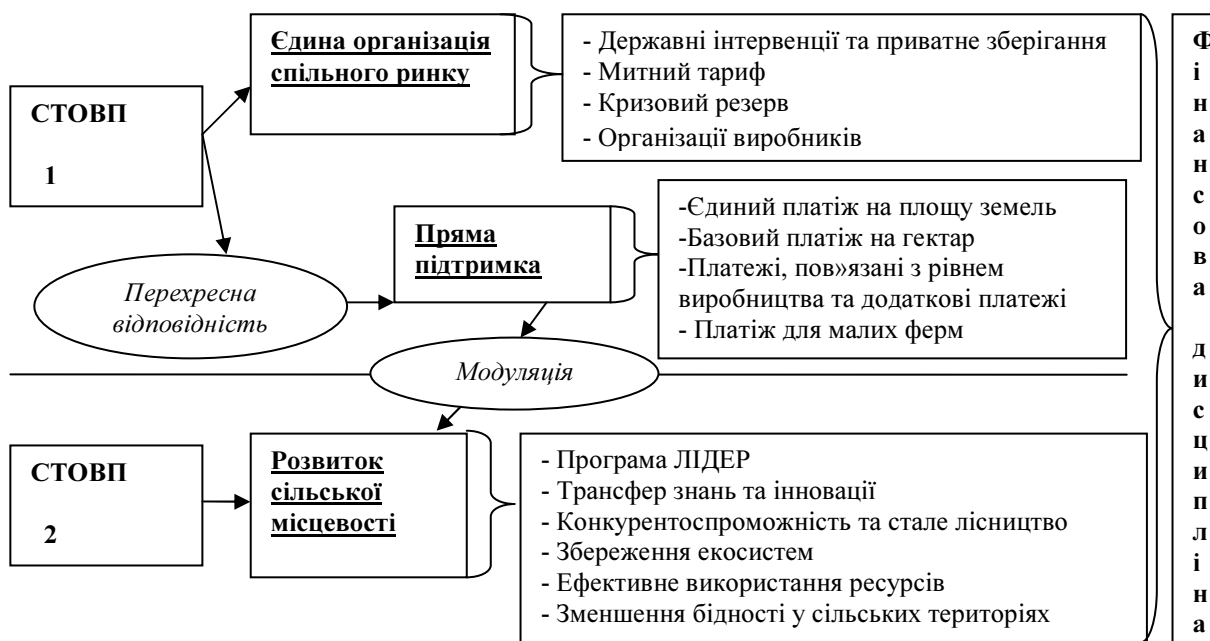 СТОВП
1
Єдина організація
спільного ринку
- Державні інтервенції та приватне зберігання
- Митний тариф
- Кризовий резерв
- Організації виробників
Перехресна
відповідність
Пряма
підтримка
-Єдиний платіж на площу земель
-Базовий платіж на гектар
-Платежі, пов»язані з рівнем
виробництва та додаткові платежі
- Платіж для малих ферм
Модуляція
СТОВП
2
Розвиток
сільської
місцевості
- Програма ЛІДЕР
- Трансфер знань та інновації
- Конкурентоспроможність та стале лісництво
- Збереження екосистем
- Ефективне використання ресурсів
- Зменшення бідності у сільських територіях
Фінансова дисципліна